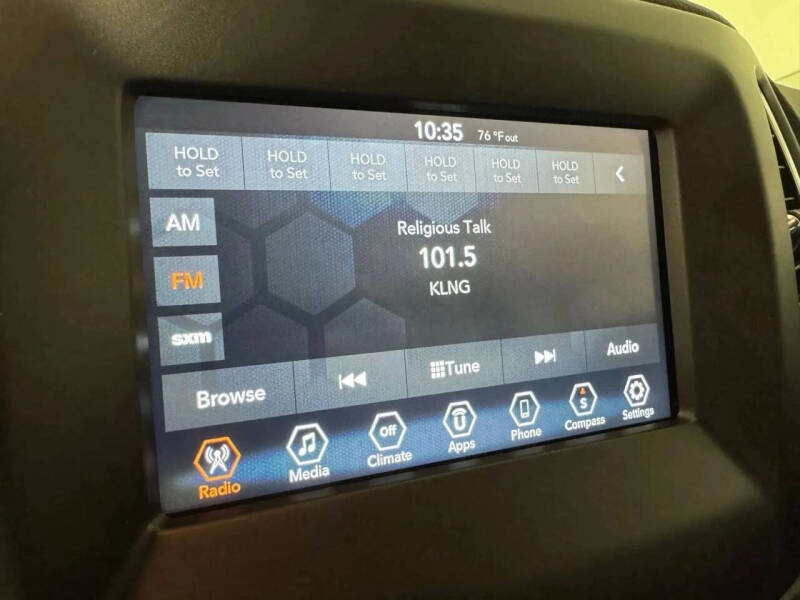 10:35 76 °F out
HOLD to Set
HOLD to Set
HOLD to Set
HOLD to Set
HOLD to Set
HOLD to Set
AM
FM
sxm
Religious Talk
101.5
KLNG
Browse
Tune
Audio
Radio
Media
Off
Climate
U
Apps
Phone
S
Compass
Settings